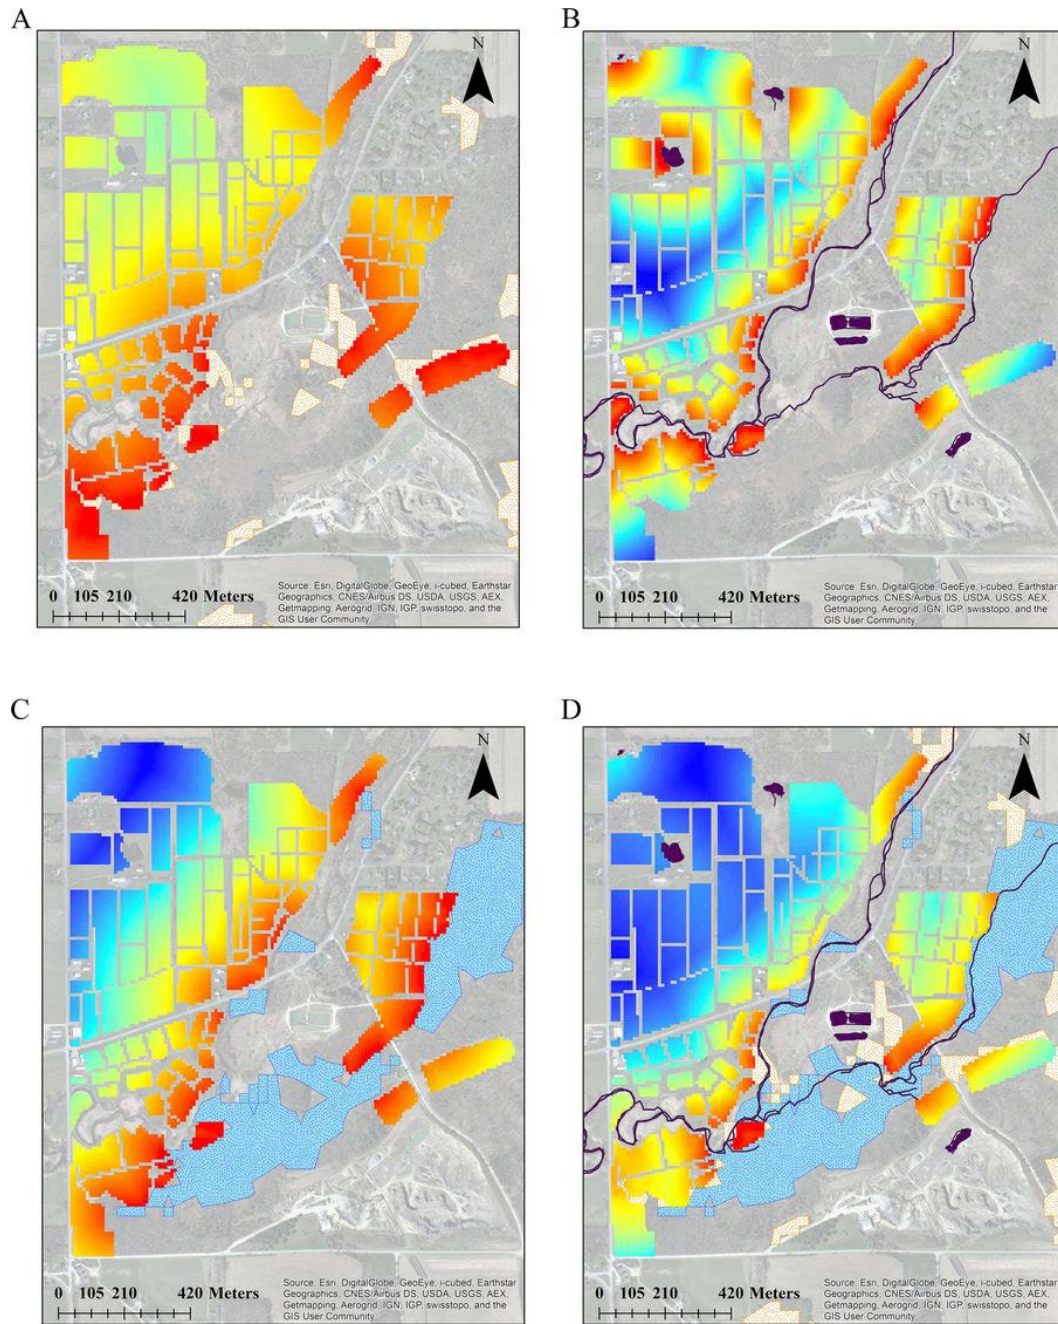 A
B
N
N
0 105 210 420 Meters
Source: Esri, DigitalGlobe, GeoEye, i-cubed, Earthstar
Geographics, CNES/Airbus DS, USDA, USGS, AEX,
Getmapping, Aerogrid, IGN, IGP, swisstopo, and the
GIS User Community
0 105 210 420 Meters
Source: Esri, DigitalGlobe, GeoEye, i-cubed, Earthstar
Geographics, CNES/Airbus DS, USDA, USGS, AEX,
Getmapping, Aerogrid, IGN, IGP, swisstopo, and the
GIS User Community
C
D
N
N
0 105 210 420 Meters
Source: Esri, DigitalGlobe, GeoEye, i-cubed, Earthstar
Geographics, CNES/Airbus DS, USDA, USGS, AEX,
Getmapping, Aerogrid, IGN, IGP, swisstopo, and the
GIS User Community
0 105 210 420 Meters
Source: Esri, DigitalGlobe, GeoEye, i-cubed, Earthstar
Geographics, CNES/Airbus DS, USDA, USGS, AEX,
Getmapping, Aerogrid, IGN, IGP, swisstopo, and the
GIS User Community